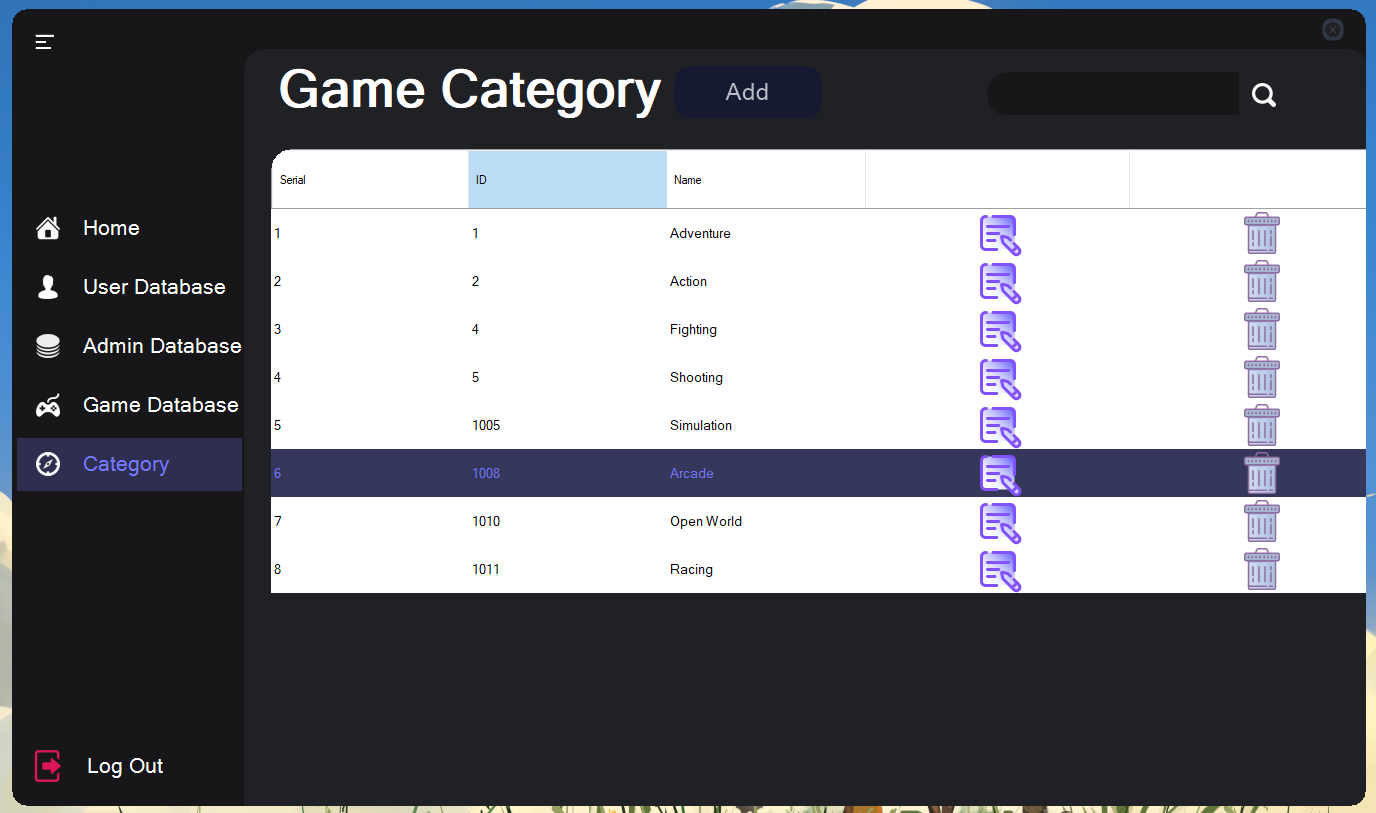 Game Category
Add
Serial ID Name
1 1 Adventure
2 2 Action
3 4 Fighting
4 5 Shooting
5 1005 Simulation
6 1008 Arcade
7 1010 Open World
8 1011 Racing
Home
User Database
Admin Database
Game Database
Category
Log Out